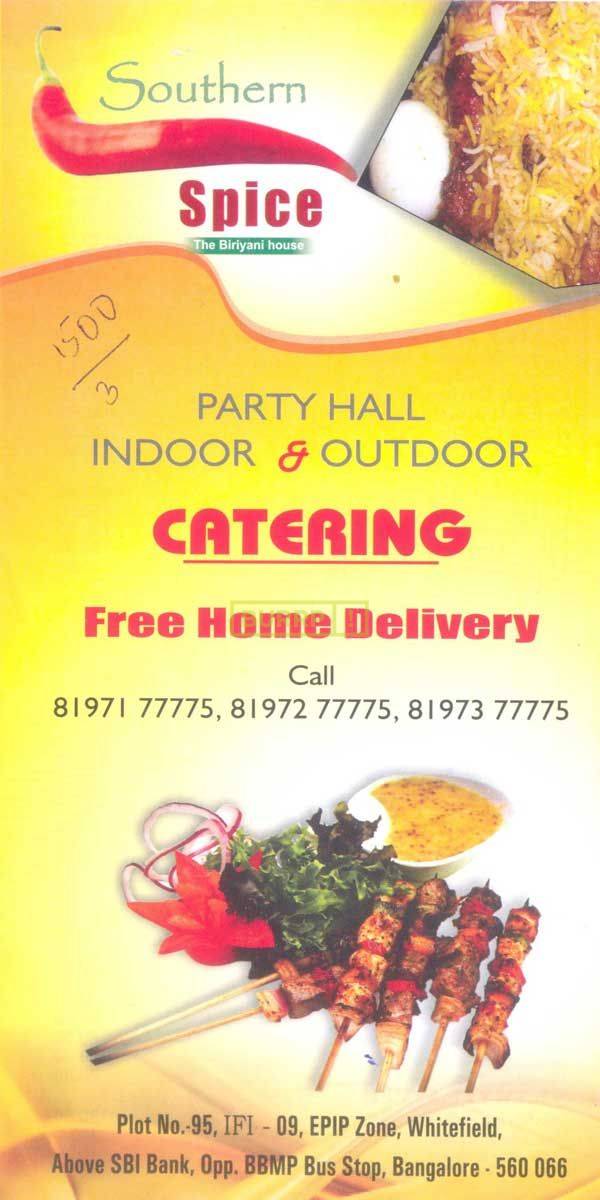 Southern
Spice
The Biriyani house
1500
3
PARTY HALL
INDOOR & OUTDOOR
CATERING
Free Home Delivery
BURRP!
Call
81971 77775, 81972 77775, 81973 77775
Plot No.-95, IFI - 09, EPIP Zone, Whitefield,
Above SBI Bank, Opp. BBMP Bus Stop, Bangalore - 560 066